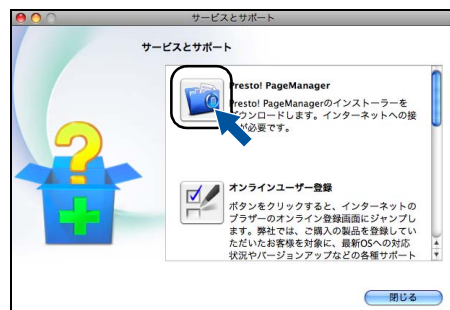 サービスとサポート
サービスとサポート
Presto! PageManager
Presto! PageManagerのインストーラーを
ウンロードします。インターネットへの接
が必要です。
オンラインユーザー登録
ボタンをクリックすると、インターネットの
ブラザーのオンライン登録画面にジャンプし
ます。弊社では、ご購入の製品を登録してい
ただいたお客様を対象に、最新OSへの対応
状況やバージョンアップなどの各種サポート
閉じる